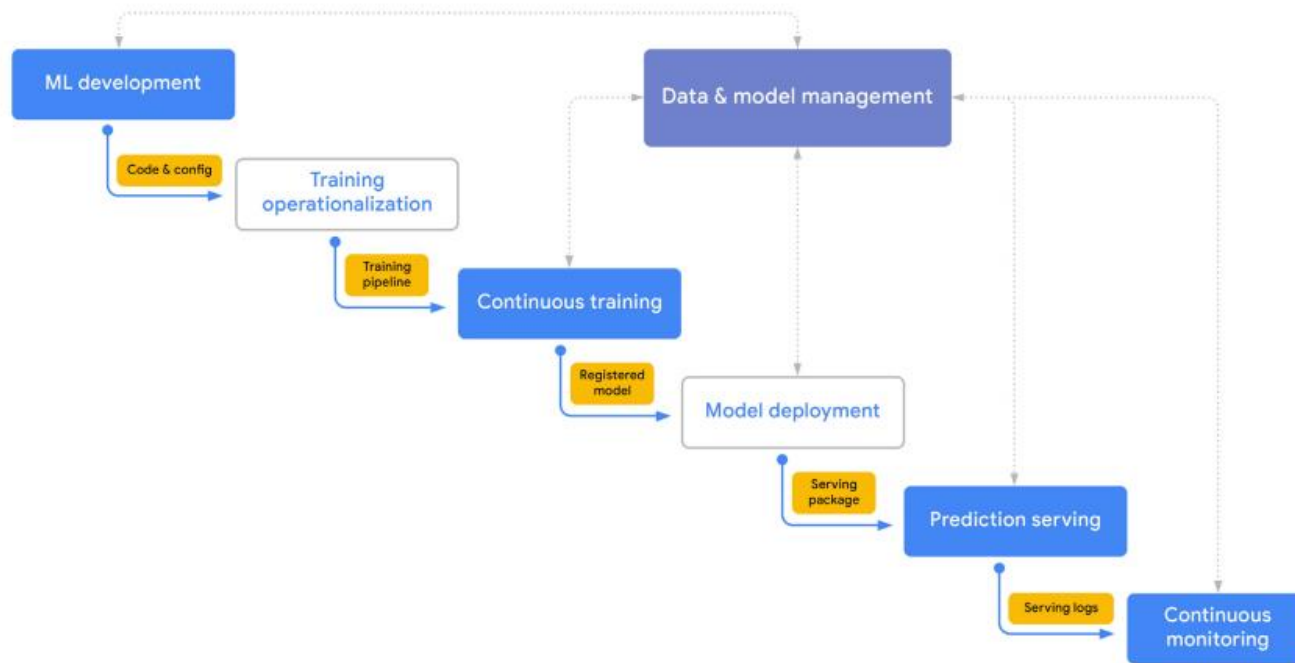 ML development
Data & model management
Code & config
Training
operationalization
Training
pipeline
Continuous training
Registered
model
Model deployment
Serving
package
Prediction serving
Serving logs
Continuous
monitoring